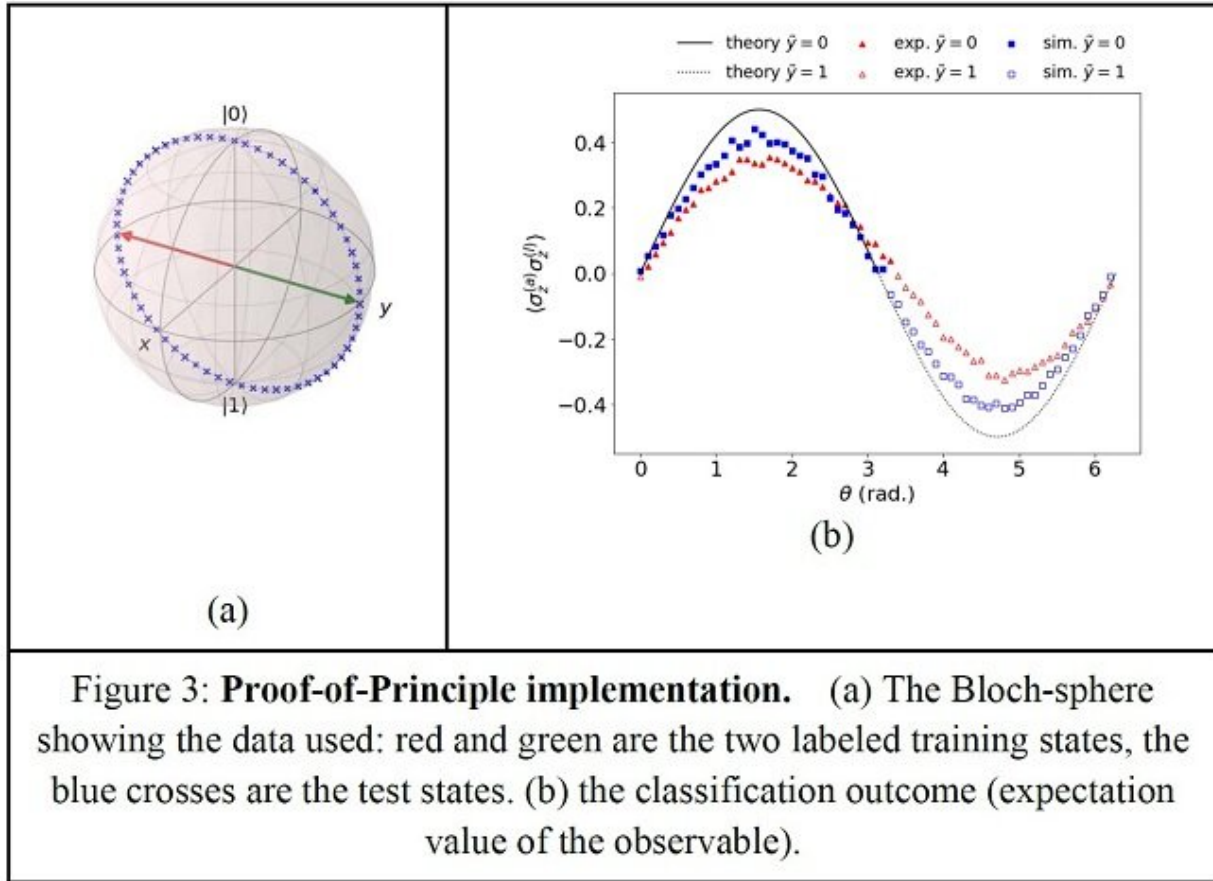 |0⟩
y
x
|1⟩
(a)
theory ỹ = 0 exp. ỹ = 0 sim. ỹ = 0
theory ỹ = 1 exp. ỹ = 1 sim. ỹ = 1
0.4
0.2
0.0
−0.2
−0.4
⟨σ_z^(a) σ_z^(l)⟩
0 1 2 3 4 5 6
θ (rad.)
(b)
Figure 3: Proof-of-Principle implementation. (a) The Bloch-sphere
showing the data used: red and green are the two labeled training states, the
blue crosses are the test states. (b) the classification outcome (expectation
value of the observable).